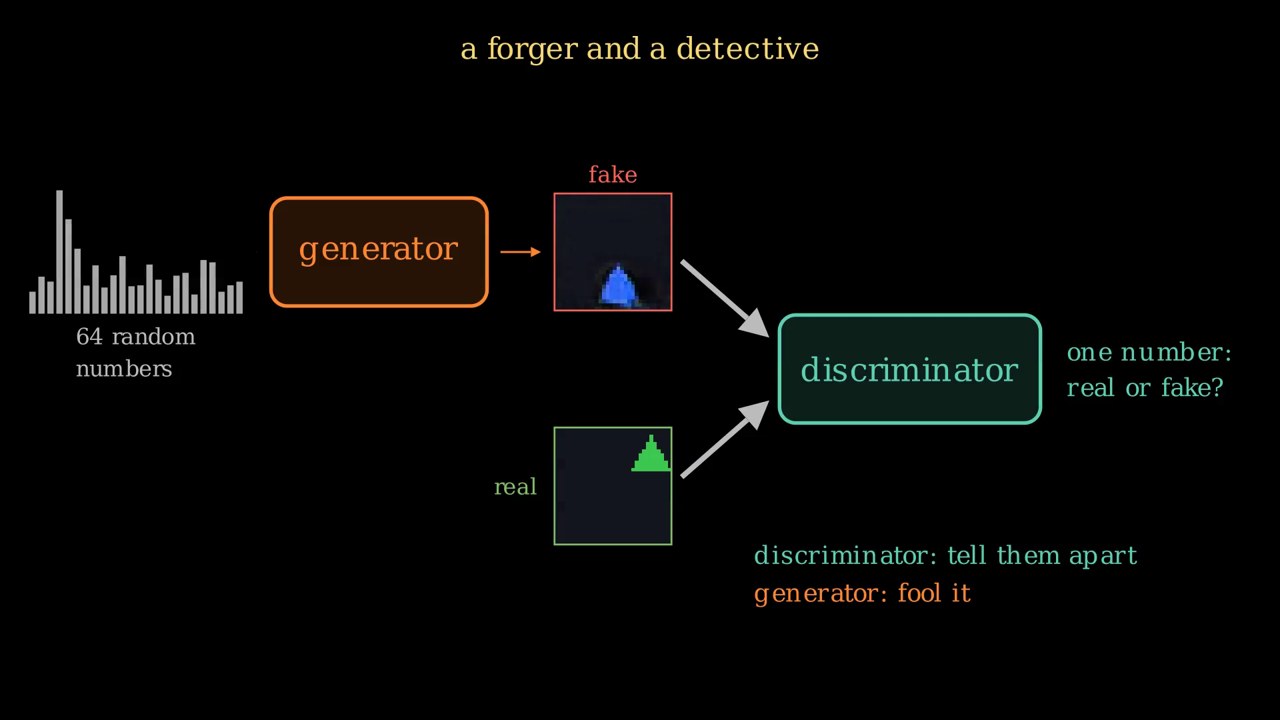 a forger and a detective
fake
generator
64 random
numbers
discriminator
one number:
real or fake?
real
discriminator: tell them apart
generator: fool it